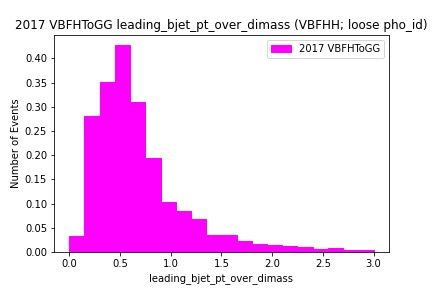 2017 VBFHToGG leading_bjet_pt_over_dimass (VBFHH; loose pho_id)
2017 VBFHToGG
Number of Events
0.40
0.35
0.30
0.25
0.20
0.15
0.10
0.05
0.00
0.0 0.5 1.0 1.5 2.0 2.5 3.0
leading_bjet_pt_over_dimass